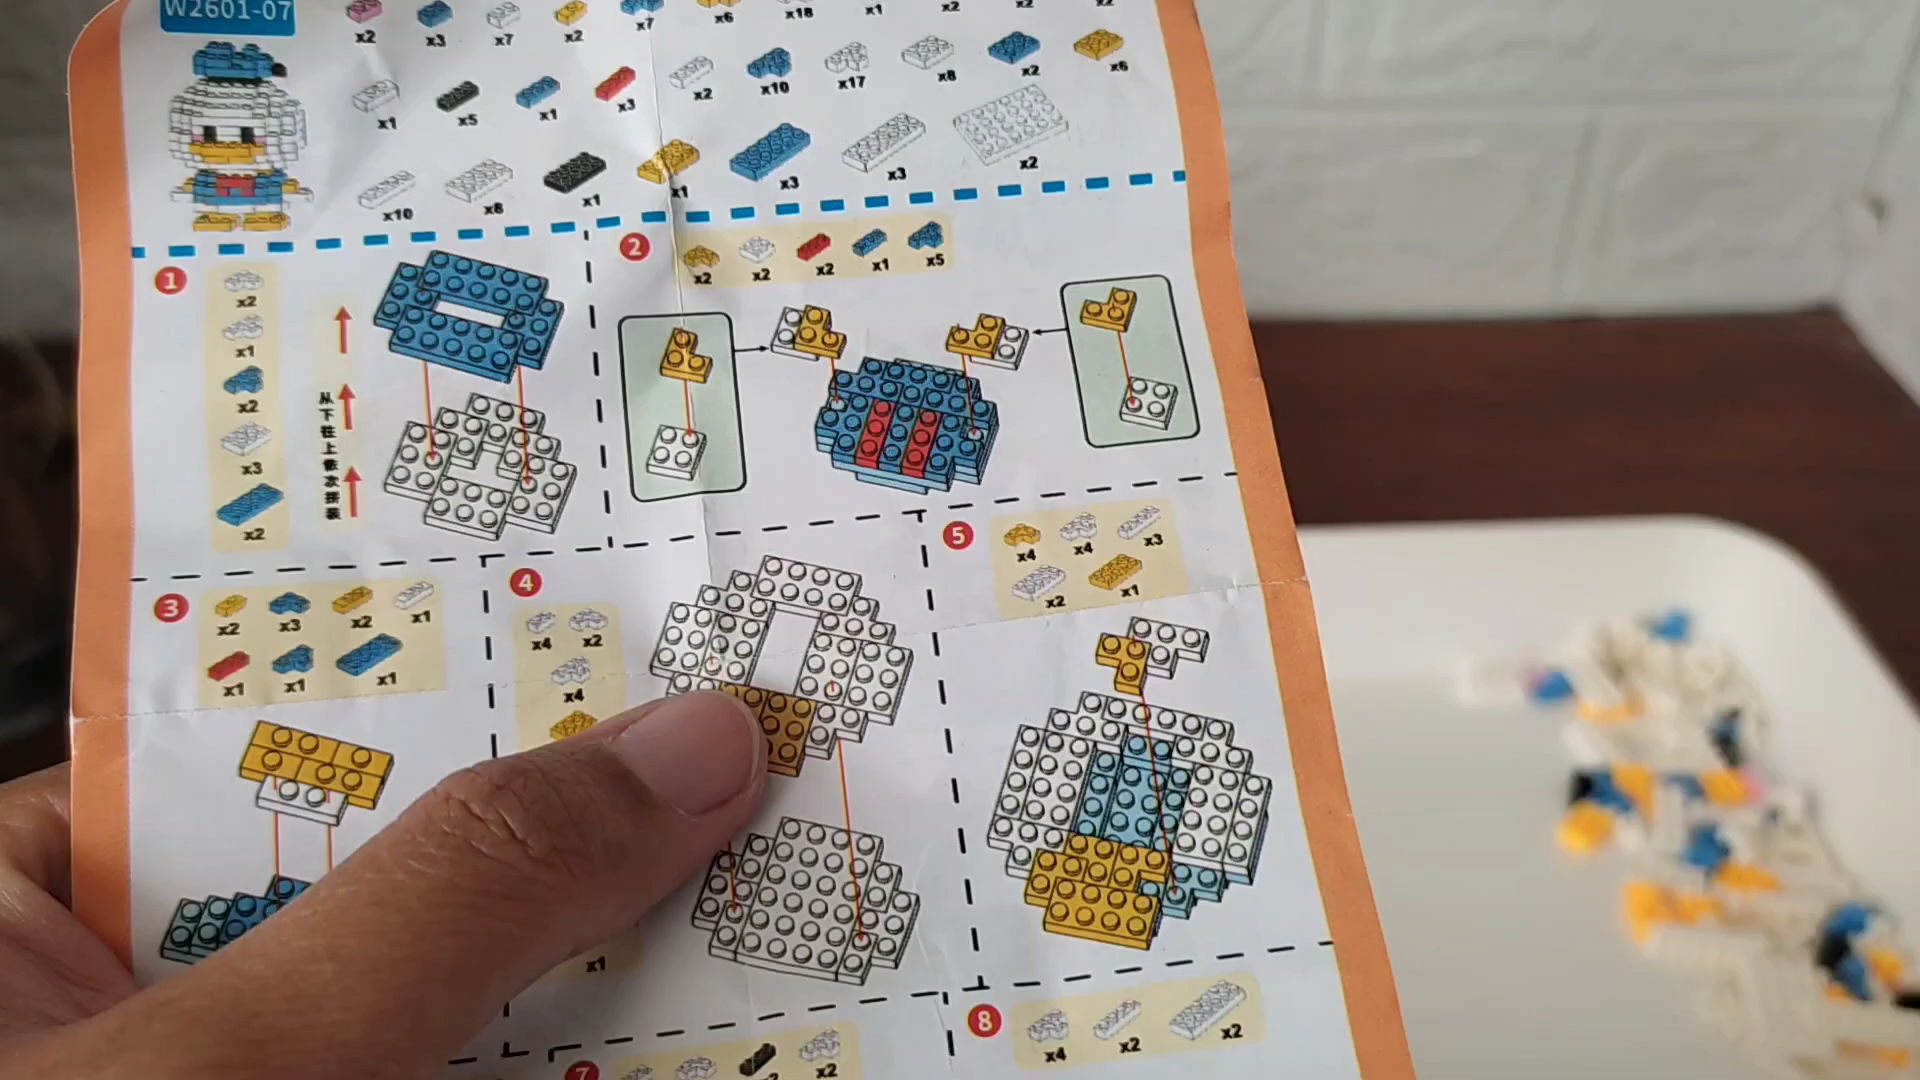 W2601-07
x2 x3 x7 x2 x7 x6 x18 x1 x2 x2 x2
x1 x5 x1 x3 x2 x10 x17 x8 x2 x6
x10 x8 x1 x1 x3 x3 x2
1
x2
x1
x2
x3
x2
从下往上依次拼装
2
x2 x2 x2 x1 x5
3
x2 x3 x2 x1
x1 x1 x1
4
x4 x2
x4
x1
5
x4 x4 x3
x2 x1
7
x2
8
x4 x2 x2